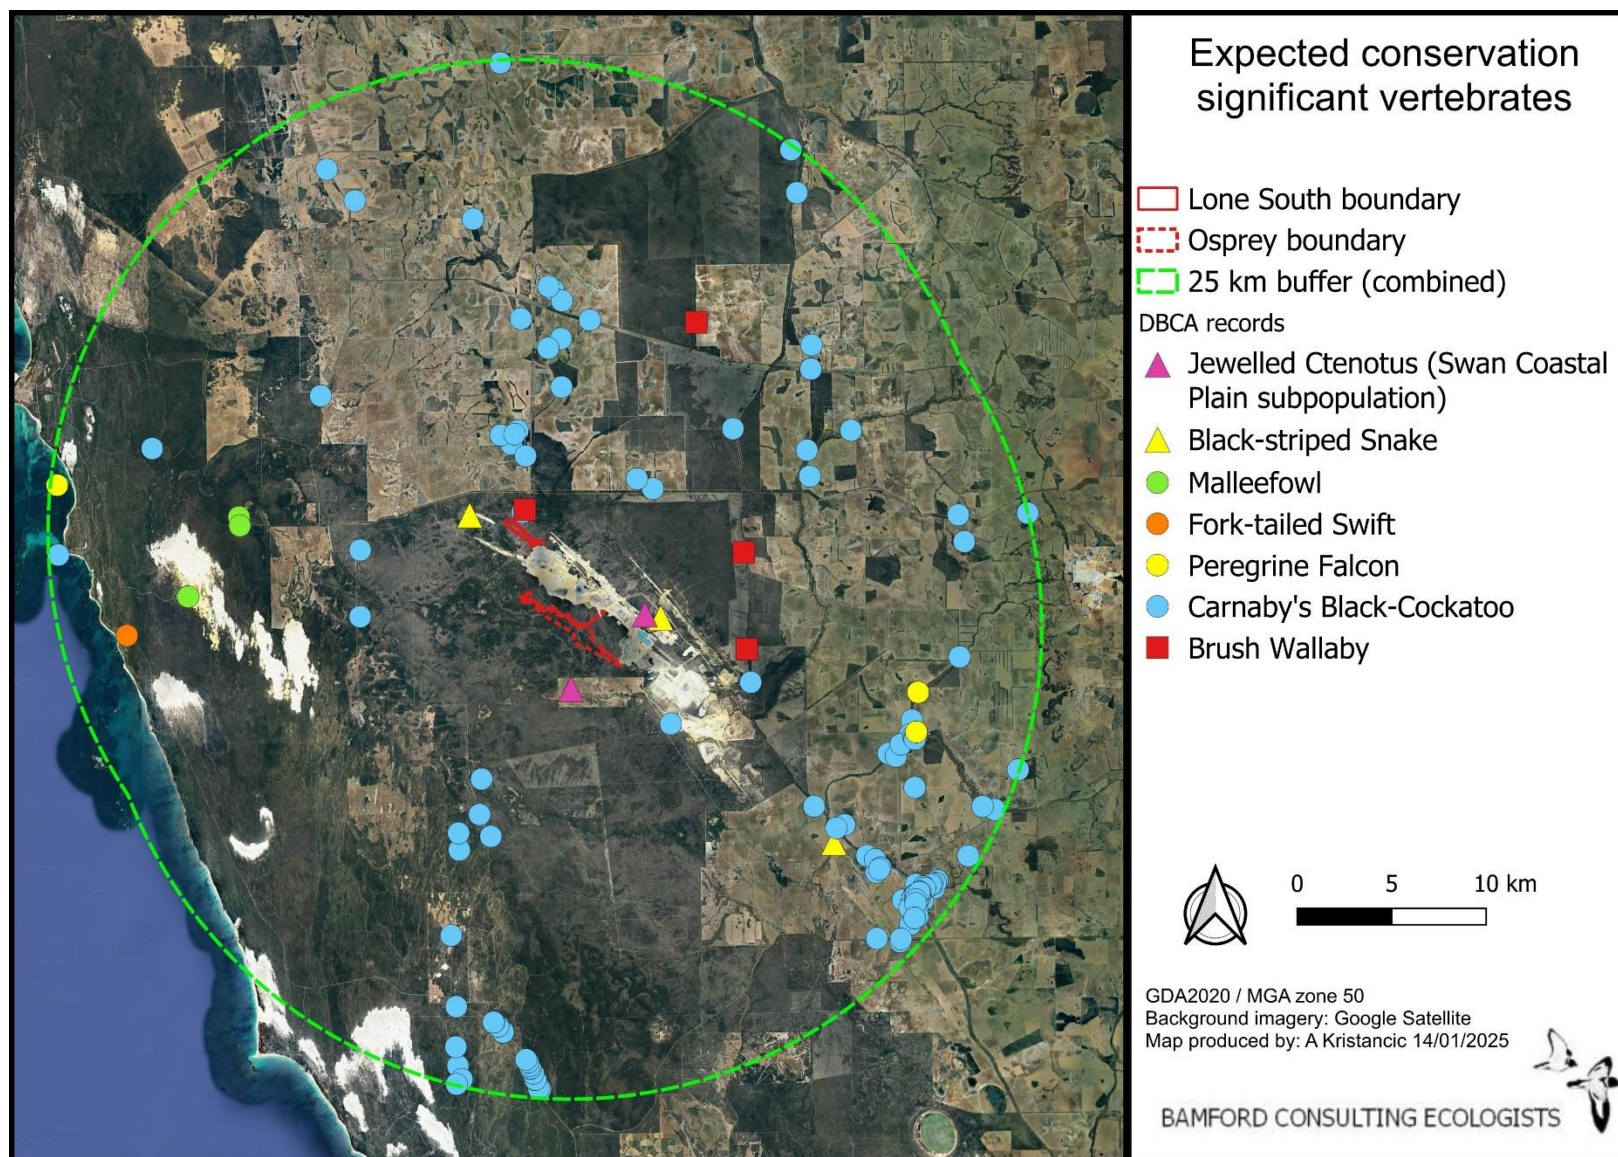 Expected conservation
significant vertebrates
Lone South boundary
Osprey boundary
25 km buffer (combined)
DBCA records
Jewelled Ctenotus (Swan Coastal
Plain subpopulation)
Black-striped Snake
Malleefowl
Fork-tailed Swift
Peregrine Falcon
Carnaby's Black-Cockatoo
Brush Wallaby
0 5 10 km
GDA2020 / MGA zone 50
Background imagery: Google Satellite
Map produced by: A Kristancic 14/01/2025
BAMFORD CONSULTING ECOLOGISTS